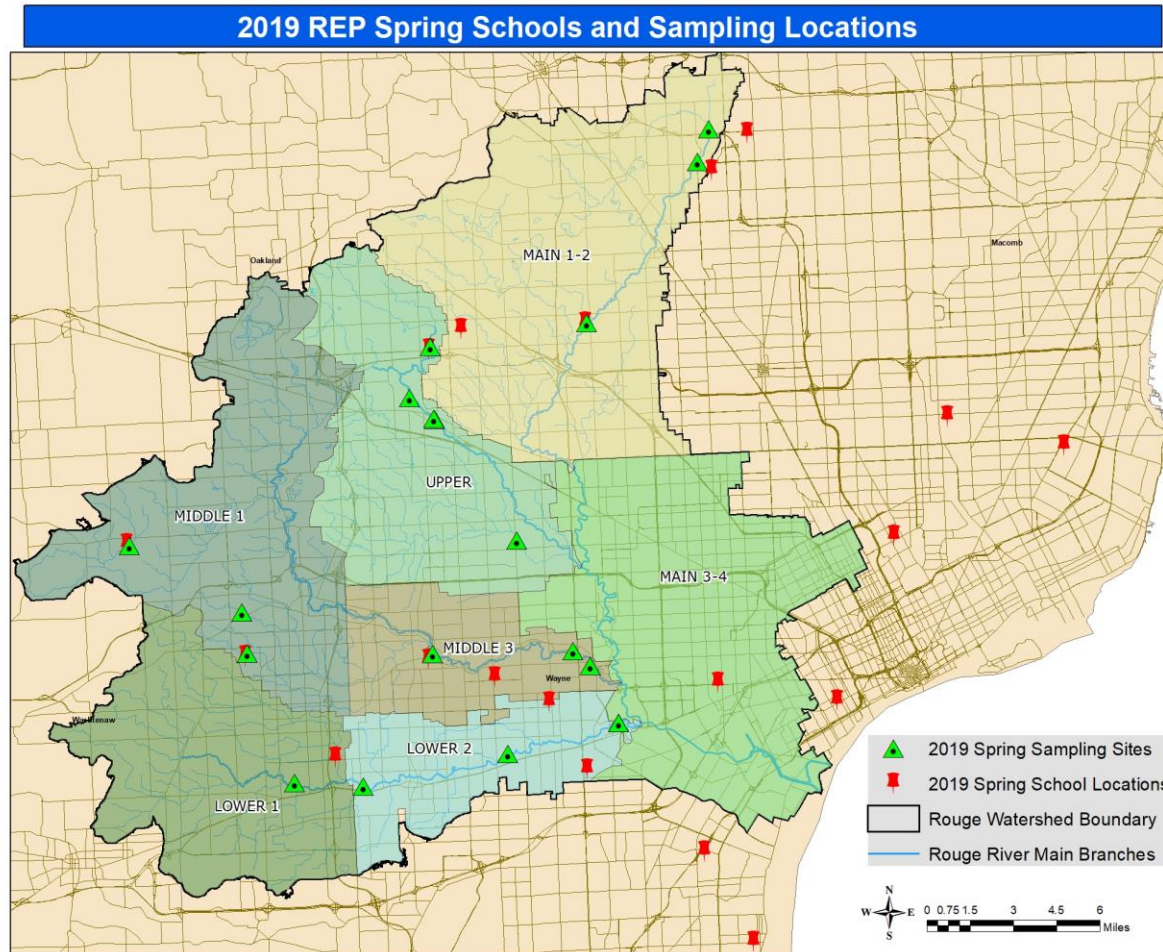 2019 REP Spring Schools and Sampling Locations
Macomb
MAIN 1-2
Oakland
UPPER
MIDDLE 1
MAIN 3-4
MIDDLE 3
Wayne
Washtenaw
LOWER 2
LOWER 1
2019 Spring Sampling Sites
2019 Spring School Locations
Rouge Watershed Boundary
Rouge River Main Branches
N
W E
S
0 0.75 1.5 3 4.5 6
Miles